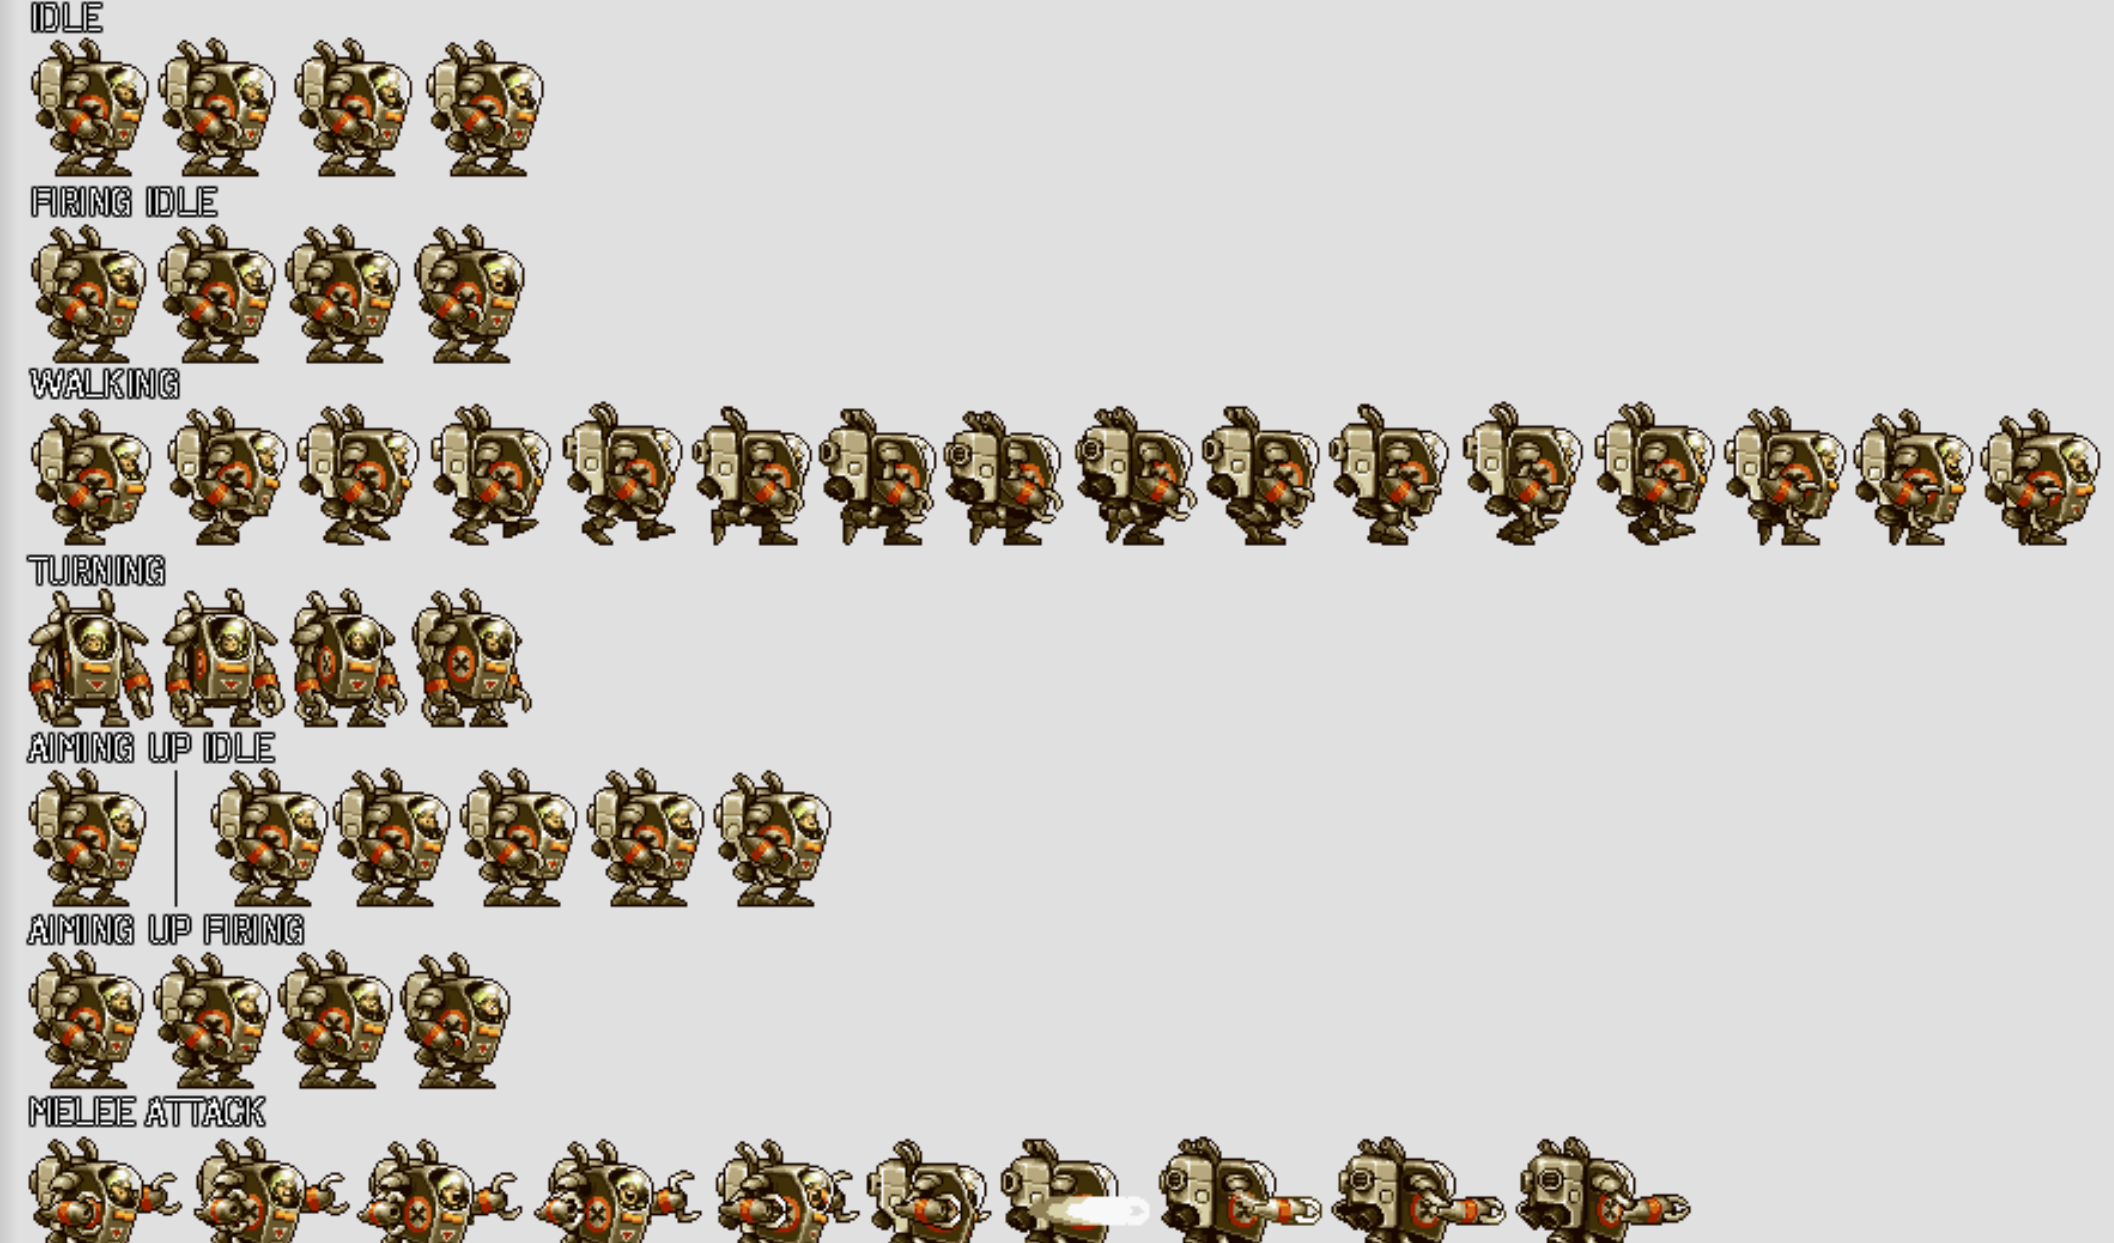 IDLE
FIRING IDLE
WALKING
TURNING
AIMING UP IDLE
AIMING UP FIRING
MELEE ATTACK